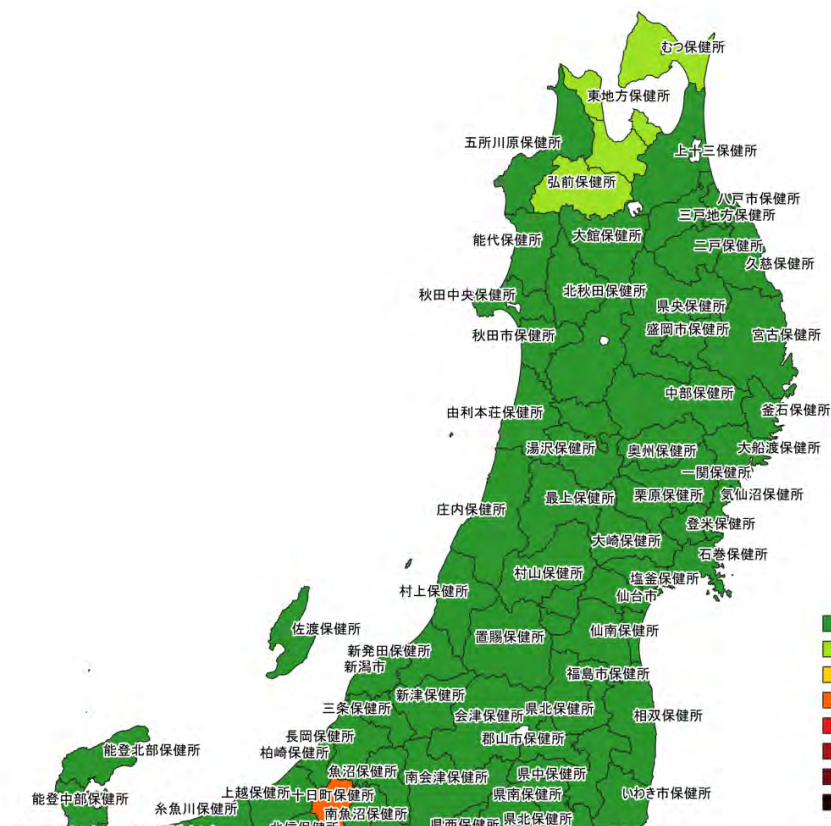 むつ保健所
東地方保健所
五所川原保健所
上十三保健所
弘前保健所
八戸市保健所
三戸地方保健所
能代保健所
大館保健所
二戸保健所
久慈保健所
秋田中央保健所
北秋田保健所
県央保健所
秋田市保健所
盛岡市保健所
宮古保健所
中部保健所
由利本荘保健所
釜石保健所
湯沢保健所
奥州保健所
大船渡保健所
一関保健所
最上保健所
栗原保健所
気仙沼保健所
庄内保健所
登米保健所
大崎保健所
石巻保健所
村山保健所
塩釜保健所
村上保健所
仙台市
佐渡保健所
置賜保健所
仙南保健所
新発田保健所
新潟市
福島市保健所
新津保健所
三条保健所
会津保健所
県北保健所
相双保健所
長岡保健所
郡山市保健所
能登北部保健所
柏崎保健所
魚沼保健所
南会津保健所
県中保健所
能登中部保健所
糸魚川保健所
上越保健所
十日町保健所
県南保健所
いわき市保健所
南魚沼保健所
北信保健所
県西保健所
県北保健所